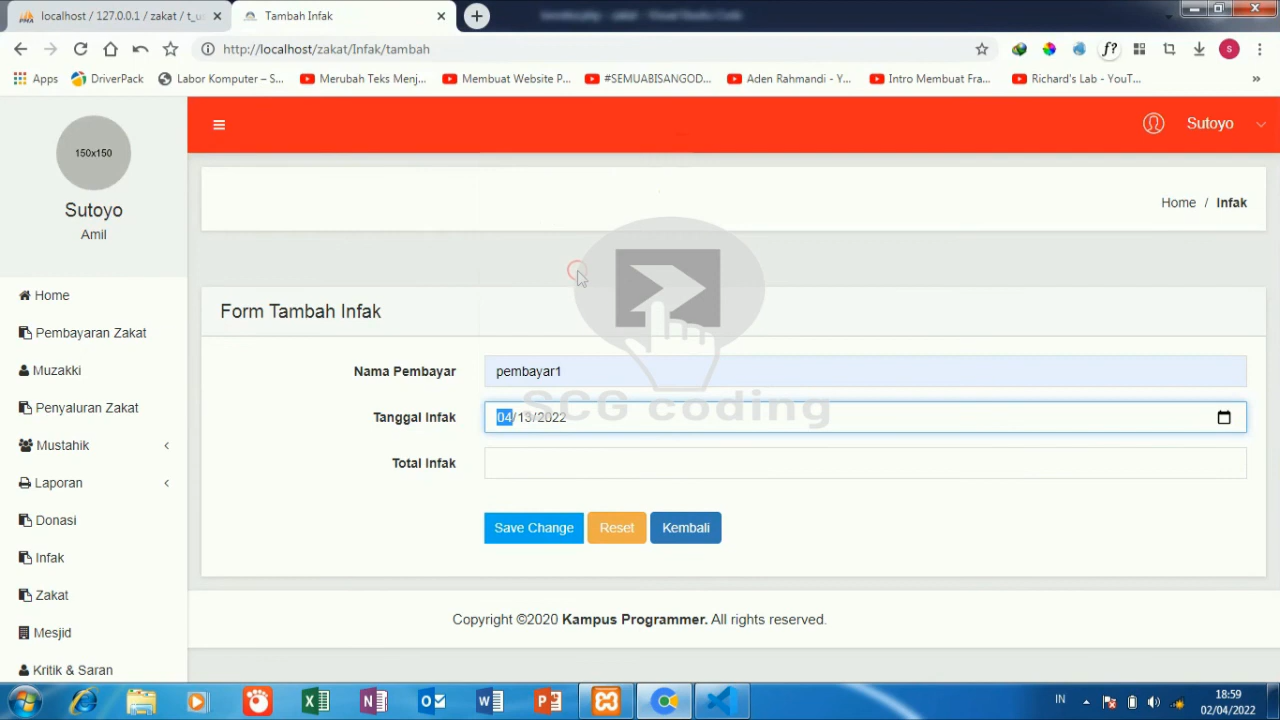 localhost / 127.0.0.1 / zakat / t_u
Tambah Infak
http://localhost/zakat/Infak/tambah
f?
s
Apps
DriverPack
Labor Komputer – S...
Merubah Teks Menj...
Membuat Website P...
#SEMUABISANGOD...
Aden Rahmandi - Y...
Intro Membuat Fra...
Richard's Lab - YouT...
»
150x150
Sutoyo
Amil
Sutoyo
Home / Infak
Home
Pembayaran Zakat
Muzakki
Penyaluran Zakat
Mustahik
Laporan
Donasi
Infak
Zakat
Mesjid
Kritik & Saran
Form Tambah Infak
Nama Pembayar
pembayar1
Tanggal Infak
04/13/2022
Total Infak
SCG coding
Save Change
Reset
Kembali
Copyright ©2020 Kampus Programmer. All rights reserved.
IN
18:59
02/04/2022